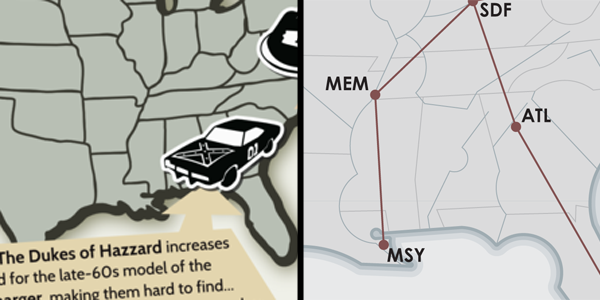 SDF
MEM
ATL
MSY
01
The Dukes of Hazzard increases
d for the late-60s model of the
arger, making them hard to find...